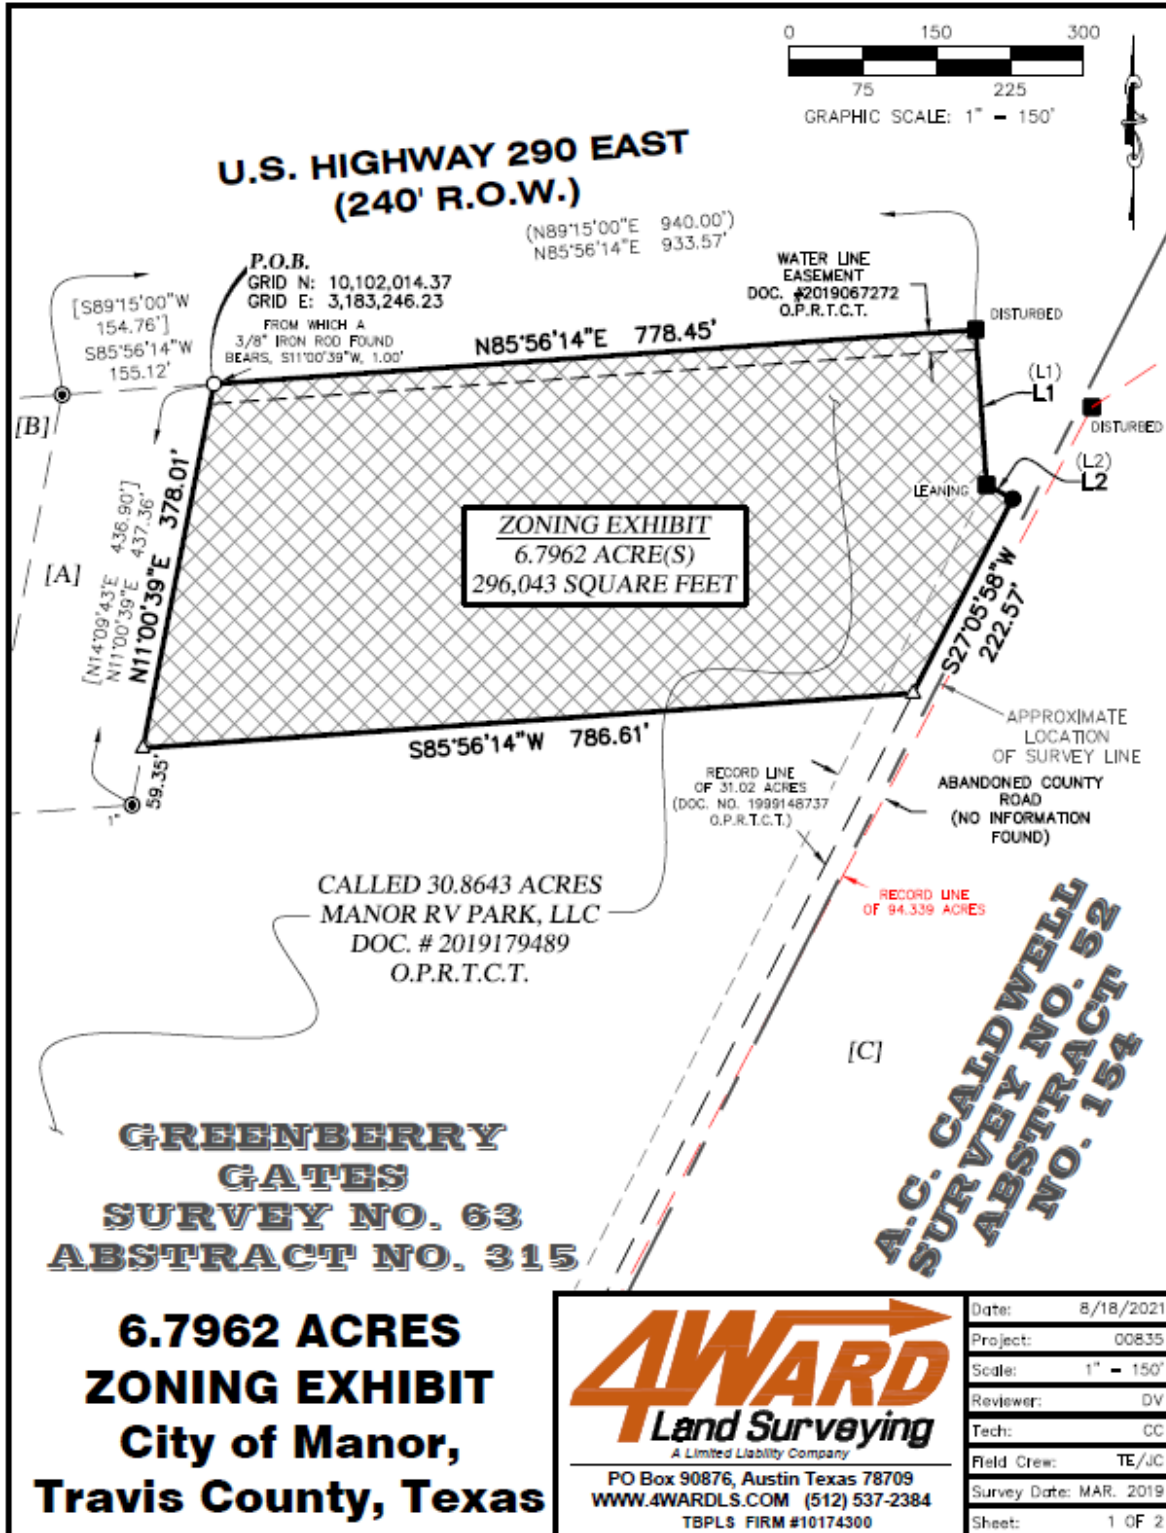 0 150 300
75 225
GRAPHIC SCALE: 1" = 150'
U.S. HIGHWAY 290 EAST
(240' R.O.W.)
(N89°15'00"E 940.00')
N85°56'14"E 933.57'
P.O.B.
GRID N: 10,102,014.37
GRID E: 3,183,246.23
FROM WHICH A
3/8" IRON ROD FOUND
BEARS, S11°00'39"W, 1.00'
[S89°15'00"W
154.76']
S85°56'14"W
155.12'
WATER LINE
EASEMENT
DOC. #2019067272
O.P.R.T.C.T.
DISTURBED
N85°56'14"E 778.45'
(L1)
L1
DISTURBED
(L2)
L2
LEANING
[B]
[A]
[N14°09'43"E 436.90']
N11°00'39"E 437.36'
N11°00'39"E 378.01'
ZONING EXHIBIT
6.7962 ACRE(S)
296,043 SQUARE FEET
S27°05'58"W
222.57'
S85°56'14"W 786.61'
59.35'
1"
APPROXIMATE
LOCATION
OF SURVEY LINE
RECORD LINE
OF 31.02 ACRES
(DOC. NO. 1999148737
O.P.R.T.C.T.)
ABANDONED COUNTY
ROAD
(NO INFORMATION
FOUND)
RECORD LINE
OF 94.339 ACRES
CALLED 30.8643 ACRES
MANOR RV PARK, LLC
DOC. # 2019179489
O.P.R.T.C.T.
[C]
A.C. CALDWELL
SURVEY NO. 52
ABSTRACT
NO. 154
GREENBERRY
GATES
SURVEY NO. 63
ABSTRACT NO. 315
6.7962 ACRES
ZONING EXHIBIT
City of Manor,
Travis County, Texas
4WARD
Land Surveying
A Limited Liability Company
PO Box 90876, Austin Texas 78709
WWW.4WARDLS.COM (512) 537-2384
TBPLS FIRM #10174300
Date: 8/18/2021
Project: 00835
Scale: 1" = 150'
Reviewer: DV
Tech: CC
Field Crew: TE/JC
Survey Date: MAR. 2019
Sheet: 1 OF 2